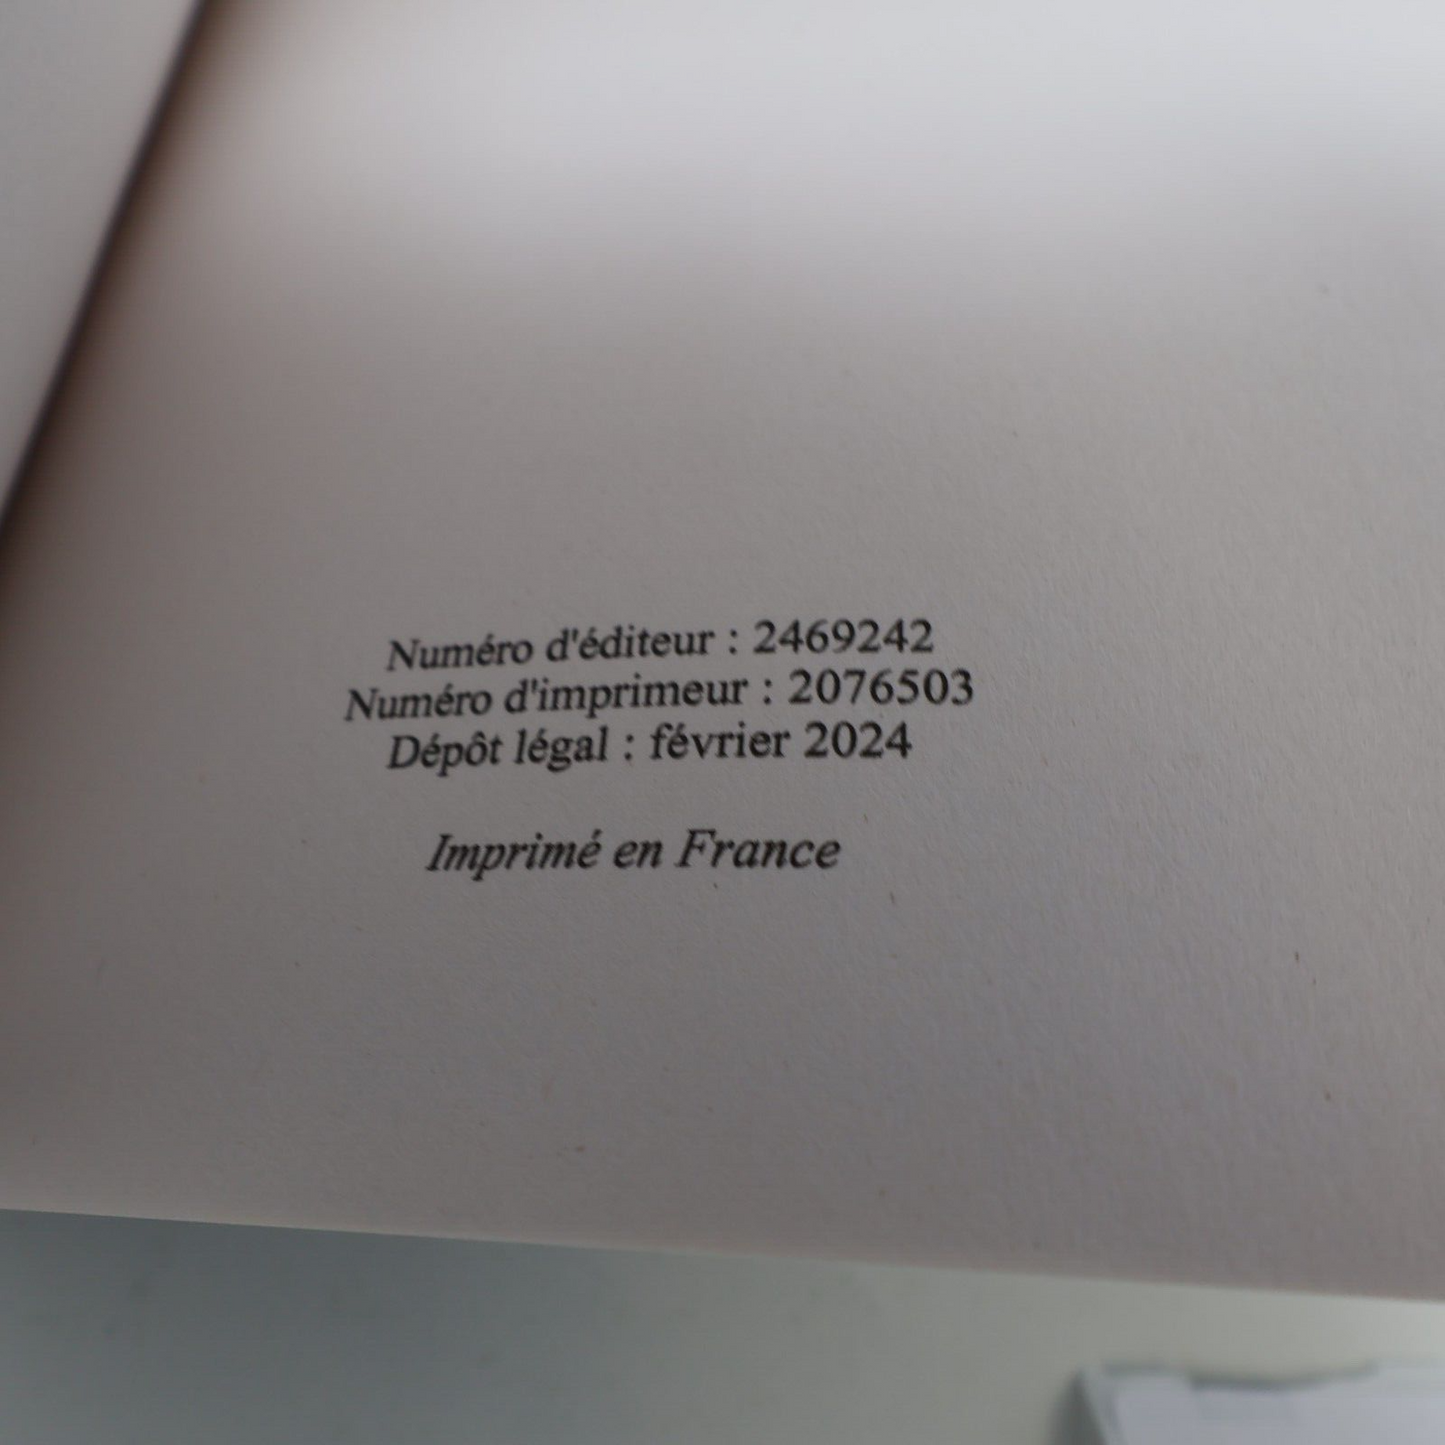 Numéro d'éditeur : 2469242
Numéro d'imprimeur : 2076503
Dépôt légal : février 2024
Imprimé en France